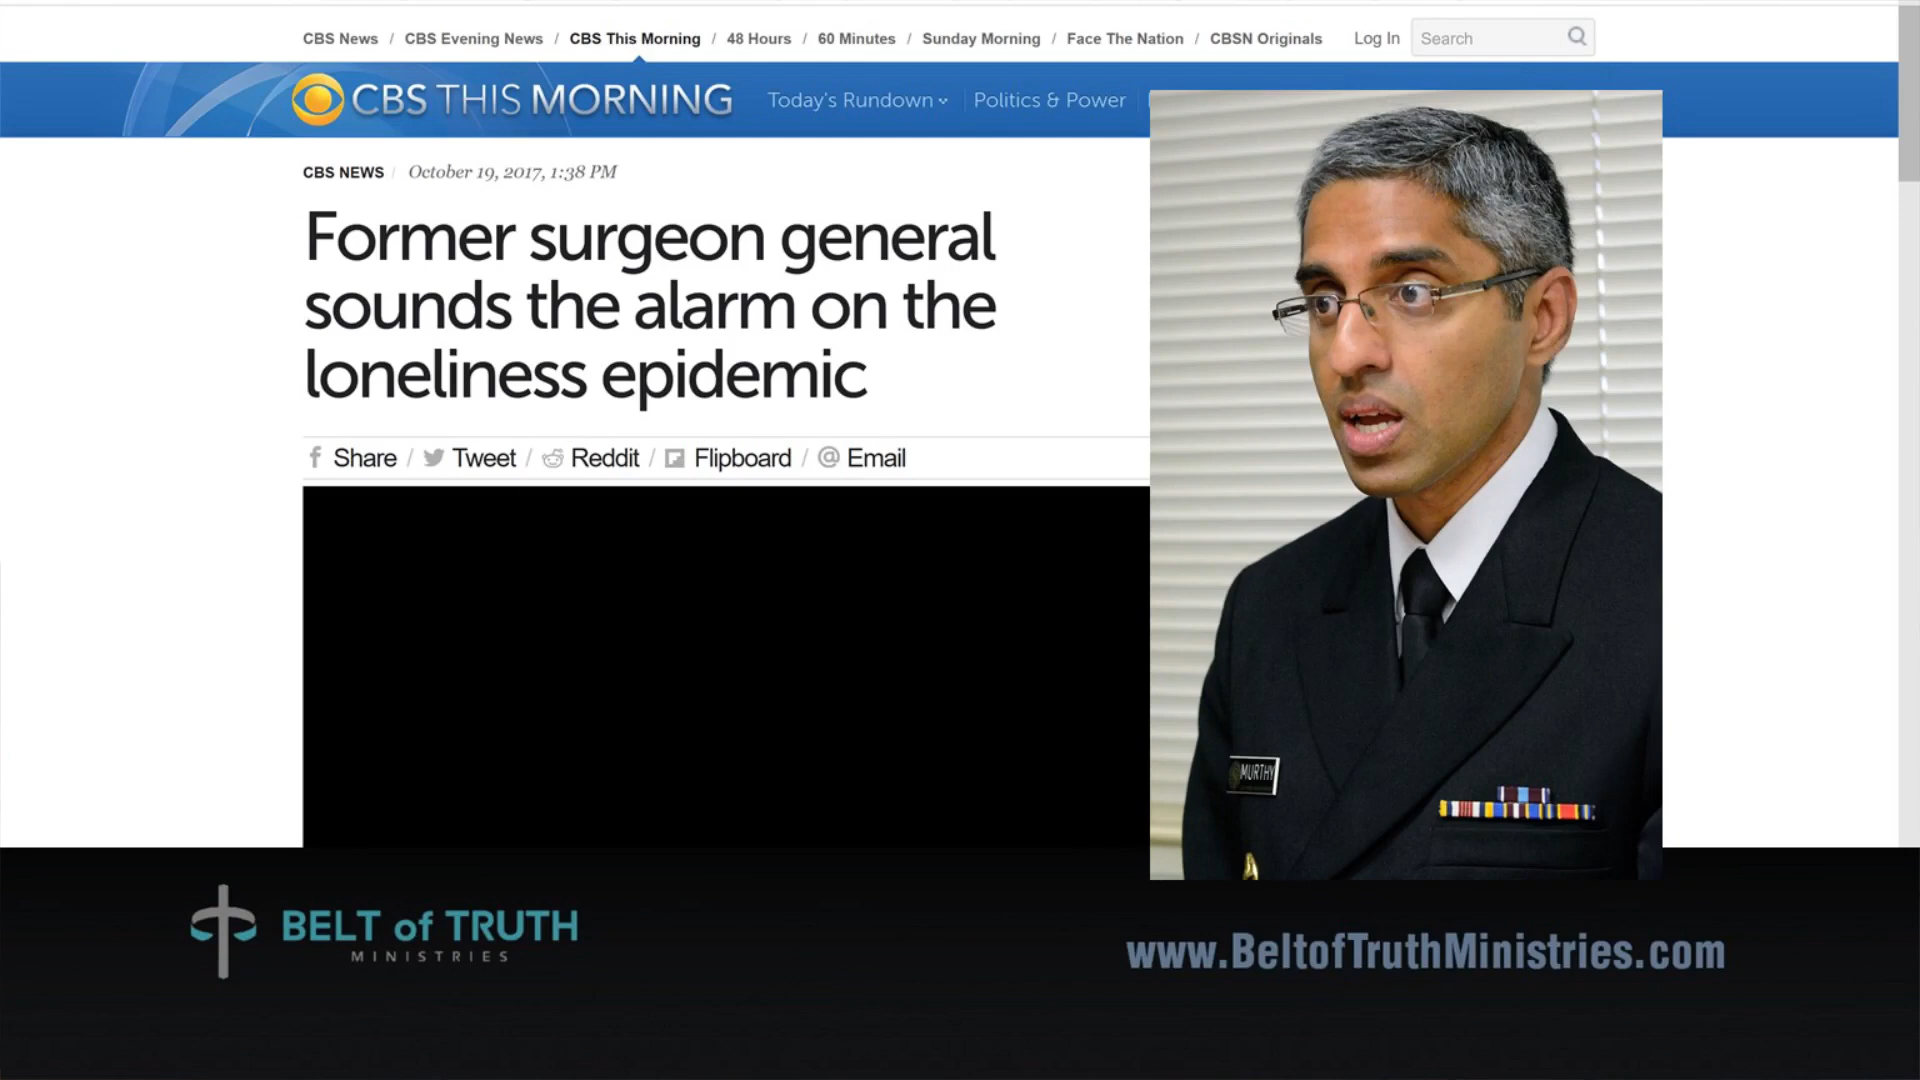 CBS News / CBS Evening News / CBS This Morning / 48 Hours / 60 Minutes / Sunday Morning / Face The Nation / CBSN Originals Log In Search
CBS THIS MORNING Today's Rundown Politics & Power
CBS NEWS October 19, 2017, 1:38 PM
Former surgeon general
sounds the alarm on the
loneliness epidemic
Share / Tweet / Reddit / Flipboard / Email
MURTHY
BELT of TRUTH
MINISTRIES
www.BeltofTruthMinistries.com